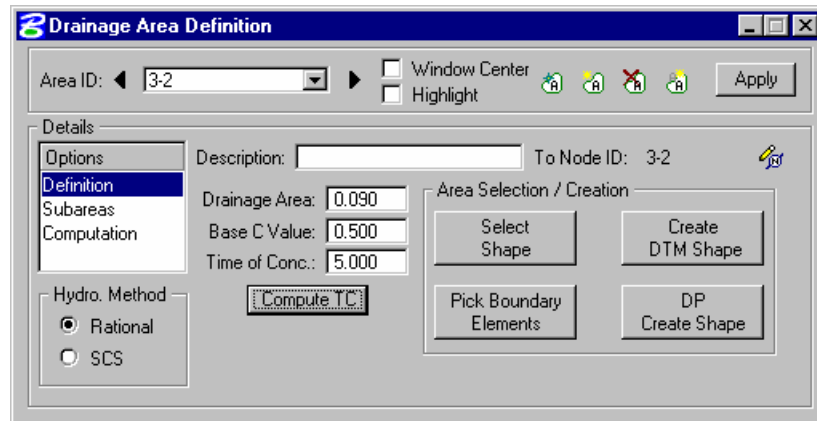 Drainage Area Definition
Area ID: 3-2 Window Center
Highlight
Apply
Details
Options
Definition
Subareas
Computation
Description: To Node ID: 3-2
Drainage Area: 0.090
Base C Value: 0.500
Time of Conc.: 5.000
Compute TC
Hydro. Method
Rational
SCS
Area Selection / Creation
Select
Shape
Create
DTM Shape
Pick Boundary
Elements
DP
Create Shape